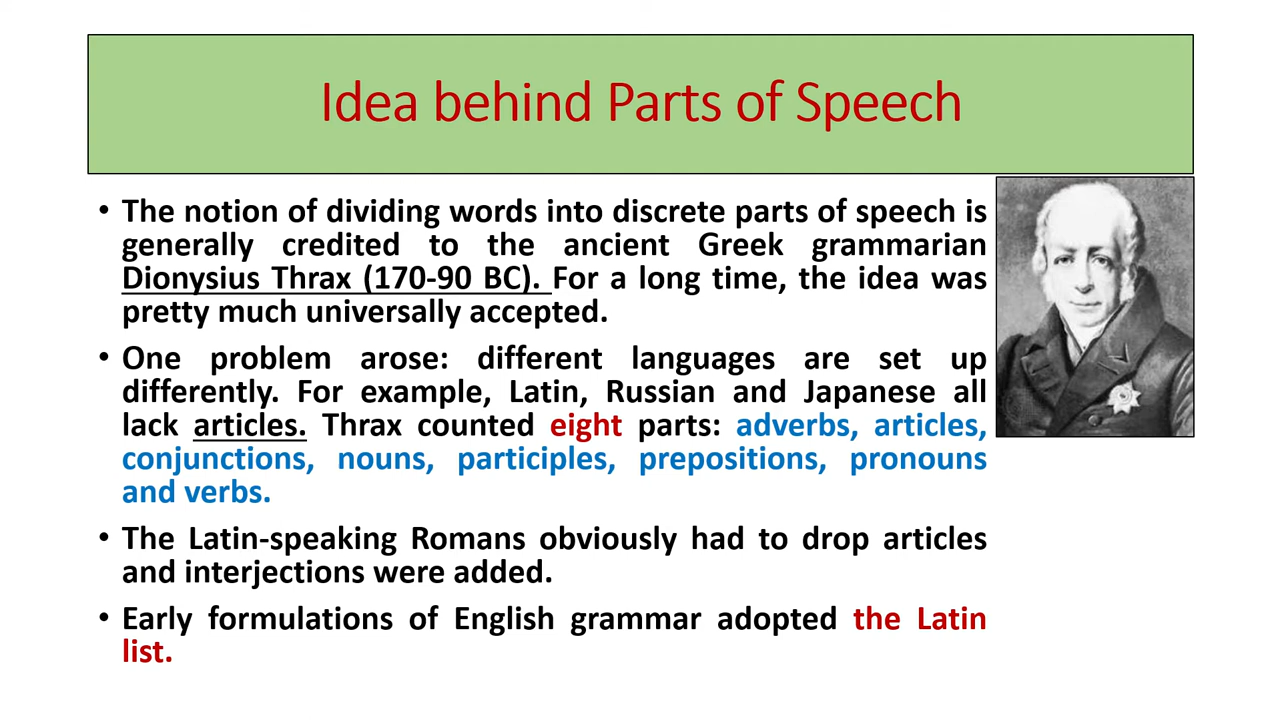 Idea behind Parts of Speech
• The notion of dividing words into discrete parts of speech is
generally credited to the ancient Greek grammarian
Dionysius Thrax (170-90 BC). For a long time, the idea was
pretty much universally accepted.
• One problem arose: different languages are set up
differently. For example, Latin, Russian and Japanese all
lack articles. Thrax counted eight parts: adverbs, articles,
conjunctions, nouns, participles, prepositions, pronouns
and verbs.
• The Latin-speaking Romans obviously had to drop articles
and interjections were added.
• Early formulations of English grammar adopted the Latin
list.